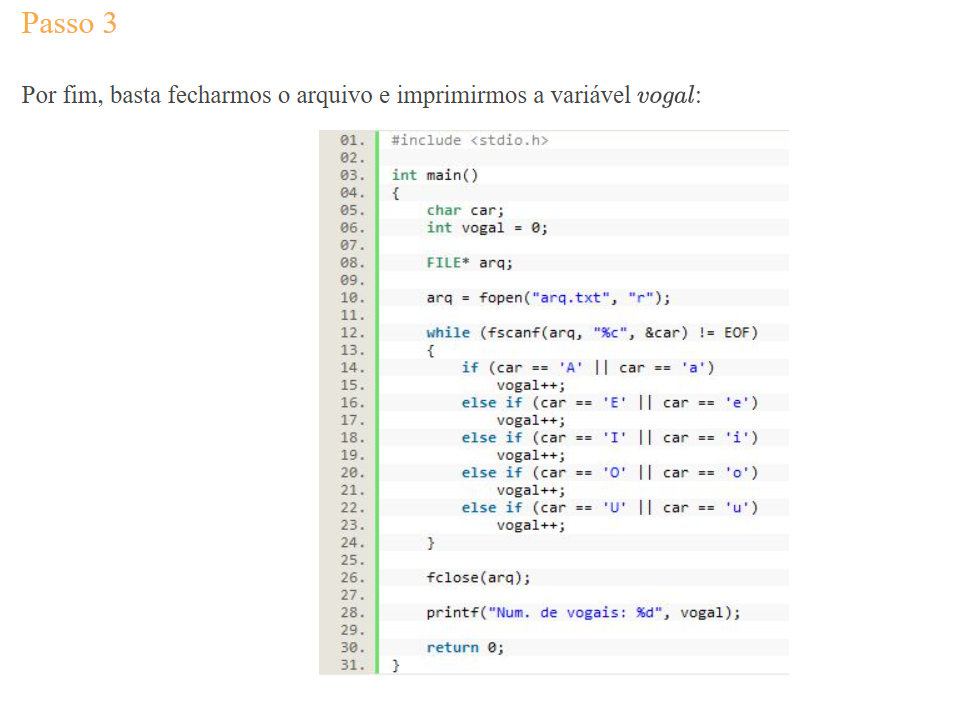 Passo 3
Por fim, basta fecharmos o arquivo e imprimirmos a variável vogal:
01. #include <stdio.h>
02.
03. int main()
04. {
05.     char car;
06.     int vogal = 0;
07.
08.     FILE* arq;
09.
10.     arq = fopen("arq.txt", "r");
11.
12.     while (fscanf(arq, "%c", &car) != EOF)
13.     {
14.         if (car == 'A' || car == 'a')
15.             vogal++;
16.         else if (car == 'E' || car == 'e')
17.             vogal++;
18.         else if (car == 'I' || car == 'i')
19.             vogal++;
20.         else if (car == 'O' || car == 'o')
21.             vogal++;
22.         else if (car == 'U' || car == 'u')
23.             vogal++;
24.     }
25.
26.     fclose(arq);
27.
28.     printf("Num. de vogais: %d", vogal);
29.
30.     return 0;
31. }